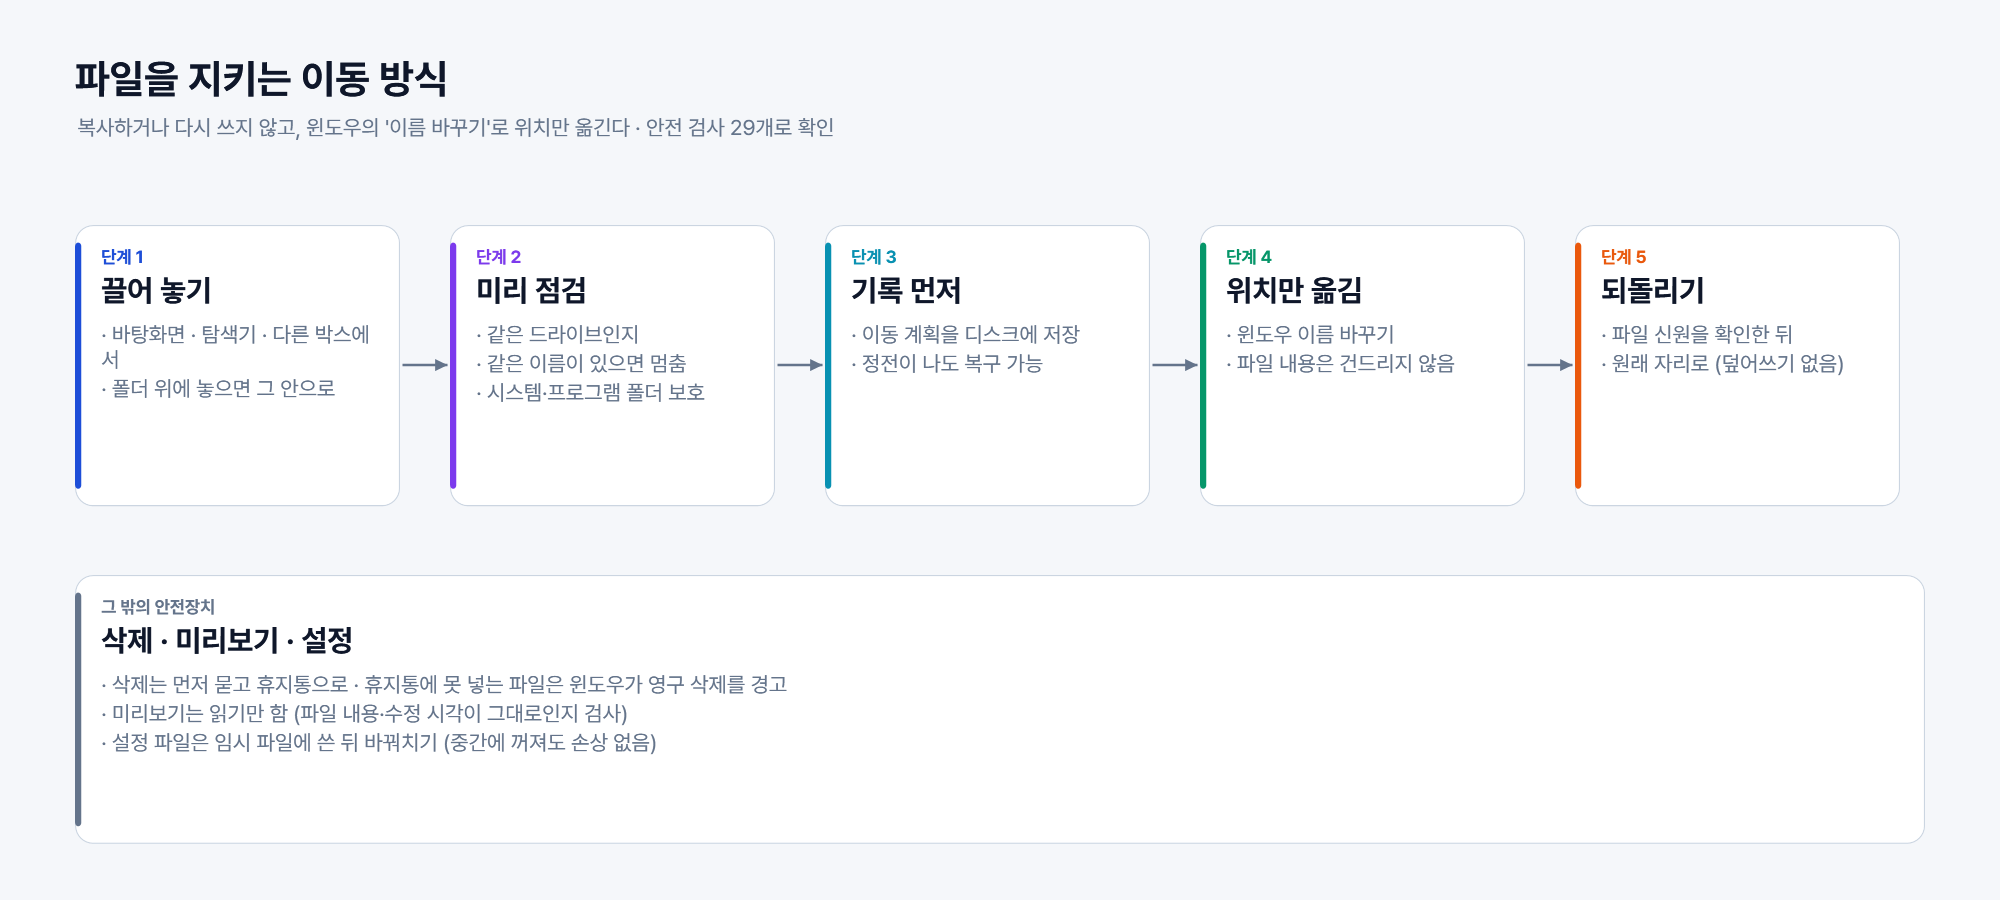 파일을 지키는 이동 방식
복사하거나 다시 쓰지 않고, 윈도우의 '이름 바꾸기'로 위치만 옮긴다 · 안전 검사 29개로 확인
단계 1
끌어 놓기
· 바탕화면 · 탐색기 · 다른 박스에
서
· 폴더 위에 놓으면 그 안으로
단계 2
미리 점검
· 같은 드라이브인지
· 같은 이름이 있으면 멈춤
· 시스템·프로그램 폴더 보호
단계 3
기록 먼저
· 이동 계획을 디스크에 저장
· 정전이 나도 복구 가능
단계 4
위치만 옮김
· 윈도우 이름 바꾸기
· 파일 내용은 건드리지 않음
단계 5
되돌리기
· 파일 신원을 확인한 뒤
· 원래 자리로 (덮어쓰기 없음)
그 밖의 안전장치
삭제 · 미리보기 · 설정
· 삭제는 먼저 묻고 휴지통으로 · 휴지통에 못 넣는 파일은 윈도우가 영구 삭제를 경고
· 미리보기는 읽기만 함 (파일 내용·수정 시각이 그대로인지 검사)
· 설정 파일은 임시 파일에 쓴 뒤 바꿔치기 (중간에 꺼져도 손상 없음)